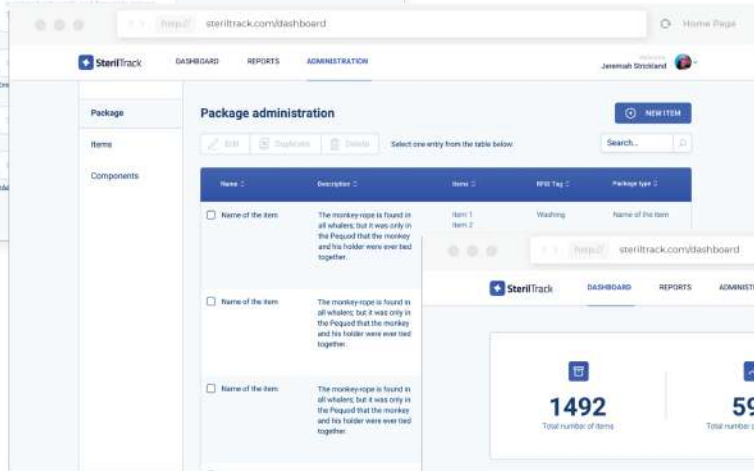 http:// steriltrack.com/dashboard Home Page
SterilTrack DASHBOARD REPORTS ADMINISTRATION Welcome
Jeremiah Strickland
Package
Items
Components
Package administration
NEW ITEM
Edit Duplicate Delete Select one entry from the table below.
Search...
Name Description Items RFID Tag Package type
Name of the item
The monkey-rope is found in
all whalers; but it was only in
the Pequod that the monkey
and his holder were ever tied
together.
Item 1
Item 2
Washing
Name of the item
Name of the item
The monkey-rope is found in
all whalers; but it was only in
the Pequod that the monkey
and his holder were ever tied
together.
Name of the item
The monkey-rope is found in
all whalers; but it was only in
the Pequod that the monkey
and his holder were ever tied
together.
http:// steriltrack.com/dashboard
SterilTrack DASHBOARD REPORTS ADMINIST
1492
Total number of items
59
Total number